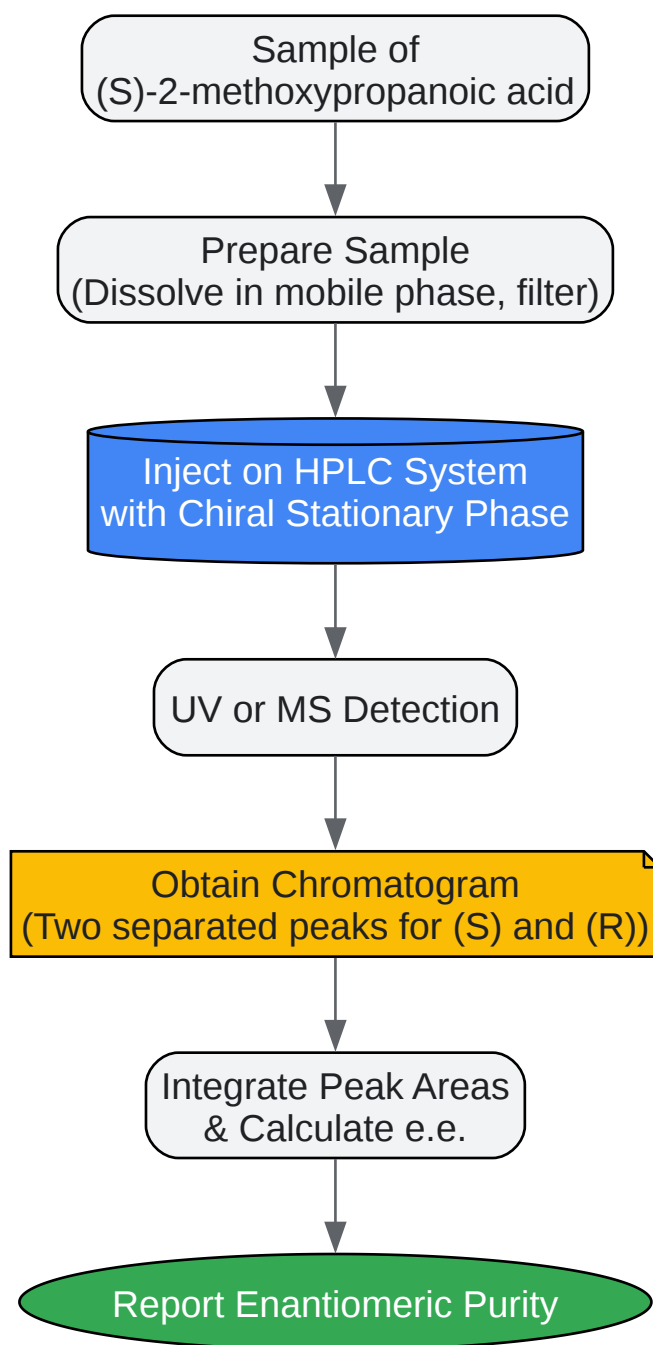 Sample of
(S)-2-methoxypropanoic acid
Prepare Sample
(Dissolve in mobile phase, filter)
Inject on HPLC System
with Chiral Stationary Phase
UV or MS Detection
Obtain Chromatogram
(Two separated peaks for (S) and (R))
Integrate Peak Areas
& Calculate e.e.
Report Enantiomeric Purity